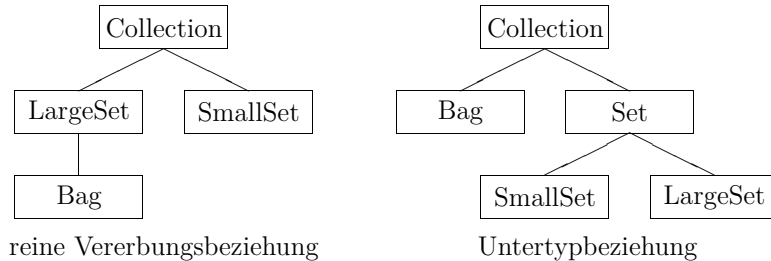 Collection
LargeSet
SmallSet
Bag
reine Vererbungsbeziehung
Collection
Bag
Set
SmallSet
LargeSet
Untertypbeziehung